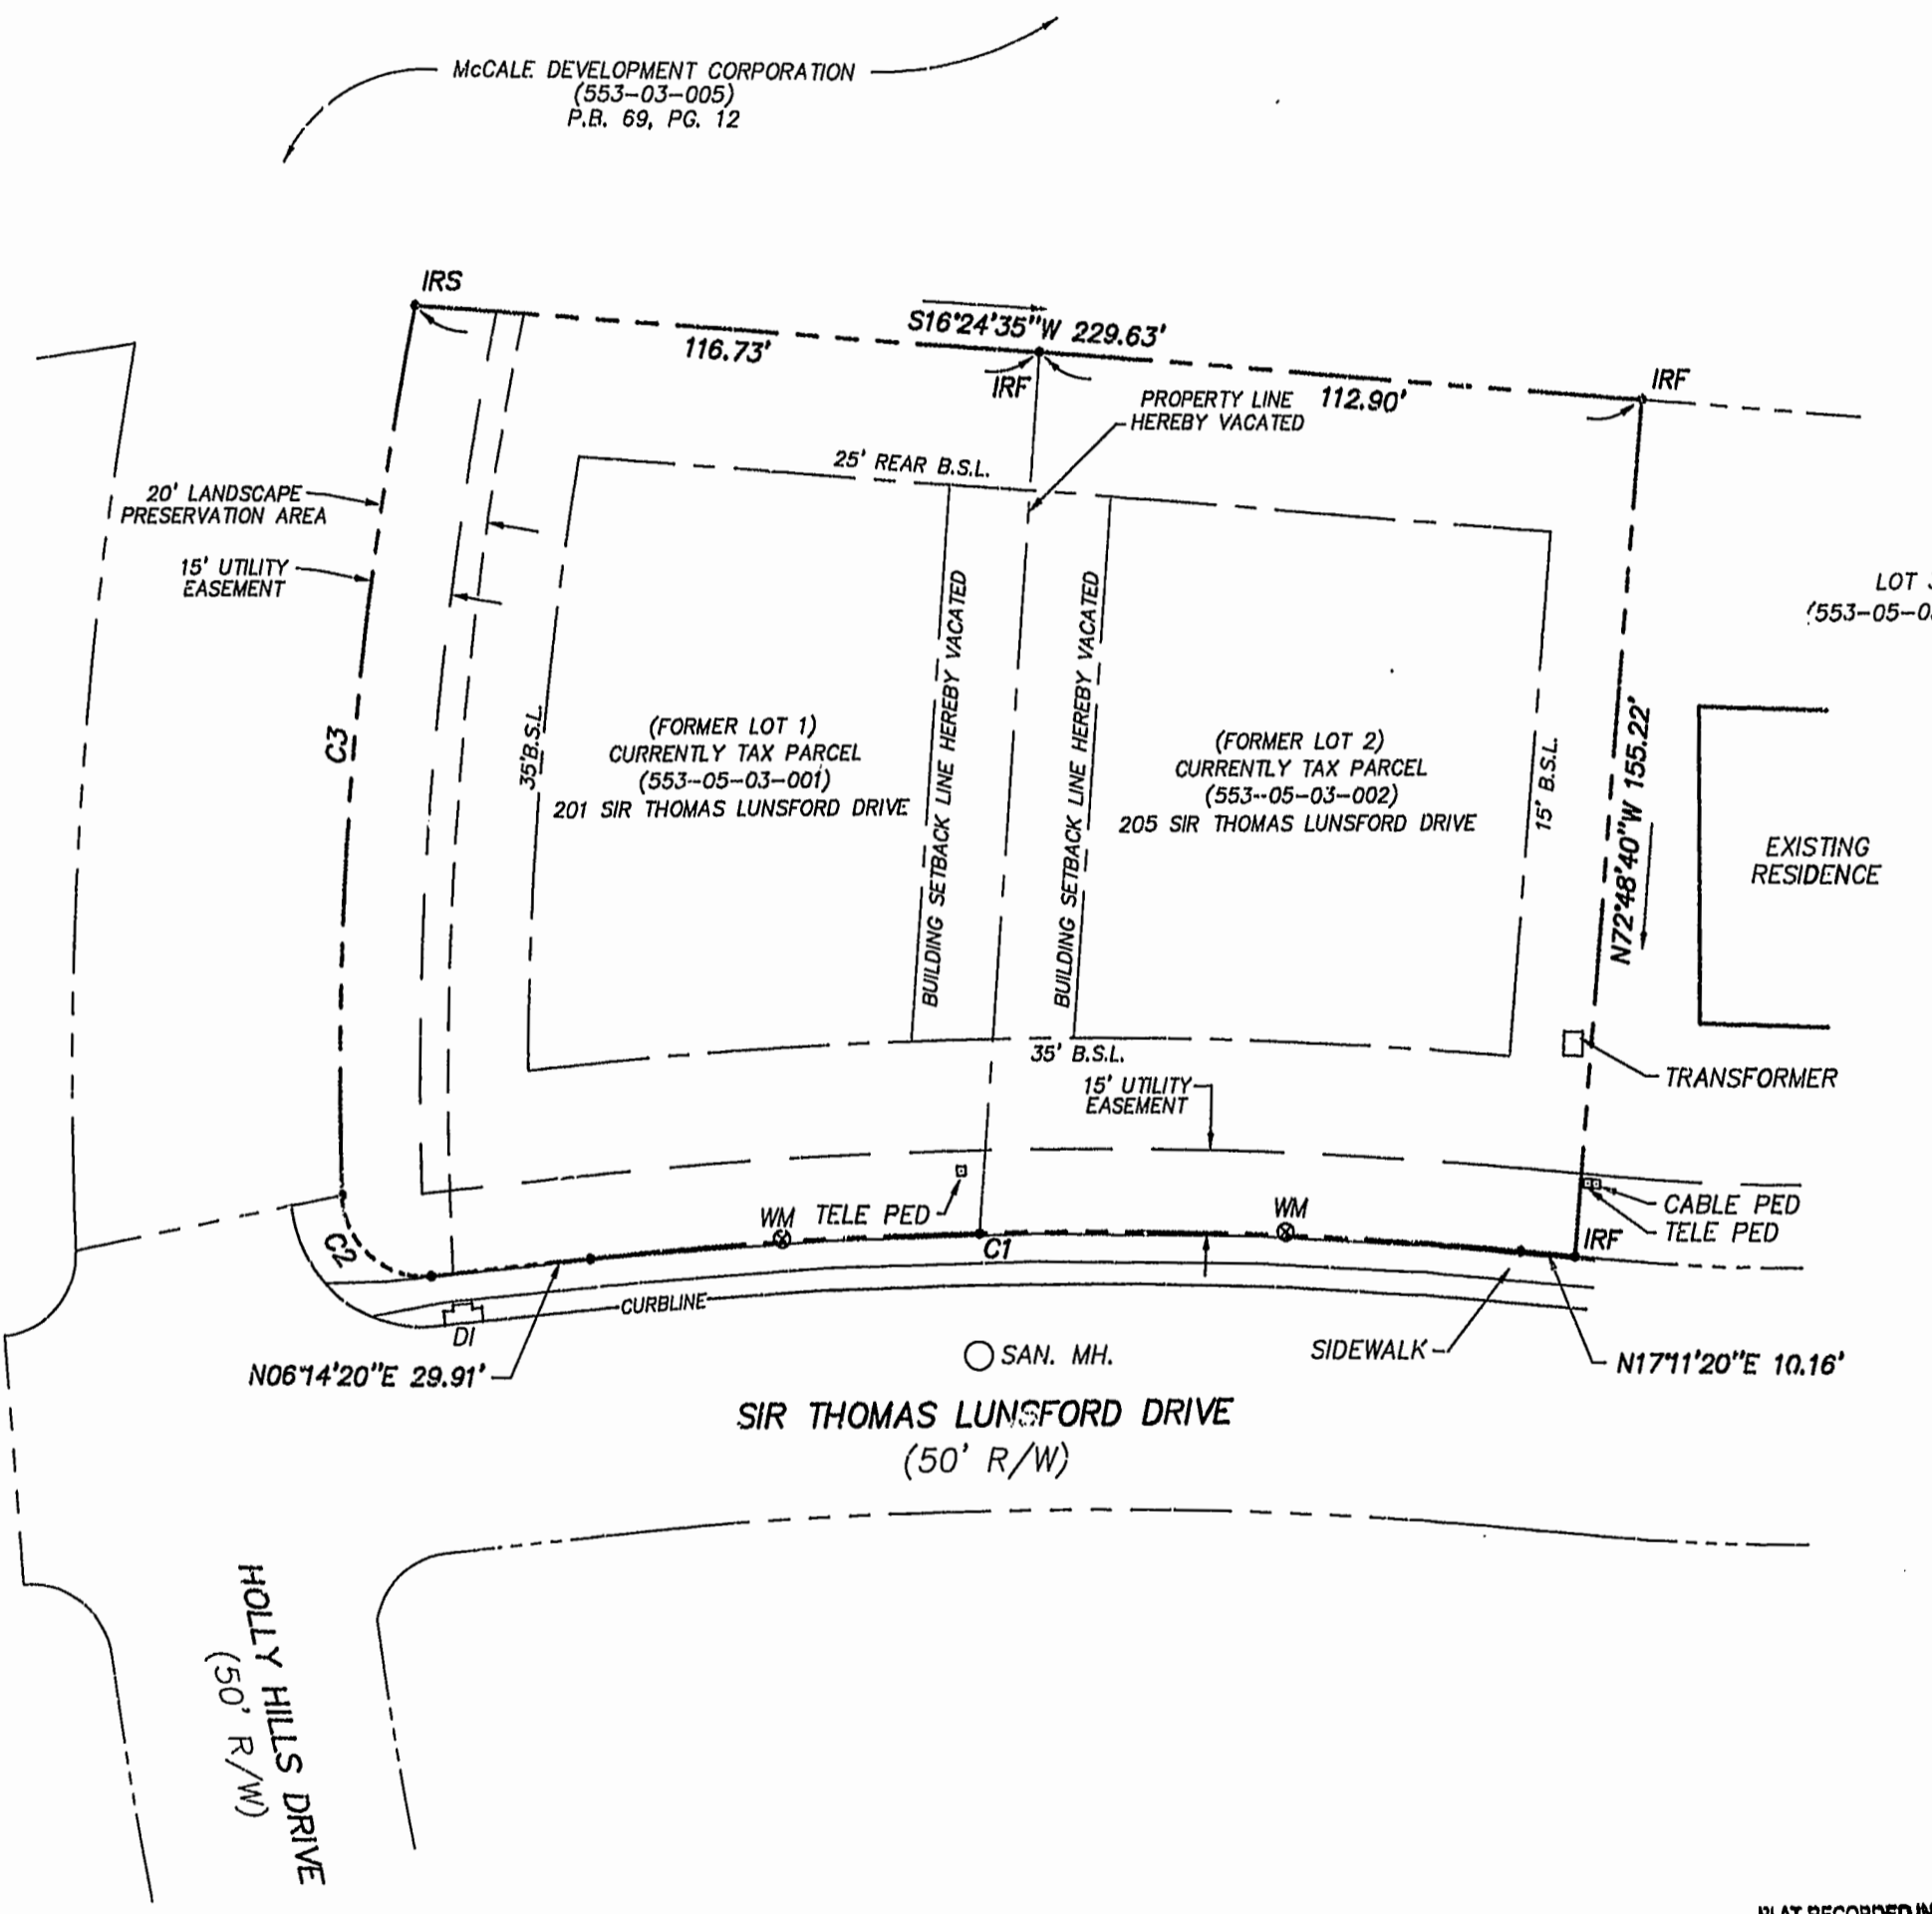 McCALE DEVELOPMENT CORPORATION
(553-03-005)
P.B. 69, PG. 12
IRS
S16°24'35"W 229.63'
116.73'
IRF
IRF
PROPERTY LINE
HEREBY VACATED
112.90'
25' REAR B.S.L.
20' LANDSCAPE
PRESERVATION AREA
15' UTILITY
EASEMENT
LOT
(553-05-0
C3
35' B.S.L.
(FORMER LOT 1)
CURRENTLY TAX PARCEL
(553-05-03-001)
201 SIR THOMAS LUNSFORD DRIVE
BUILDING SETBACK LINE HEREBY VACATED
BUILDING SETBACK LINE HEREBY VACATED
(FORMER LOT 2)
CURRENTLY TAX PARCEL
(553-05-03-002)
205 SIR THOMAS LUNSFORD DRIVE
15' B.S.L.
N72°48'40"W 155.22'
EXISTING
RESIDENCE
35' B.S.L.
15' UTILITY
EASEMENT
TRANSFORMER
WM
TELE PED
WM
CABLE PED
TELE PED
IRF
C1
C2
CURBLINE
DI
N06°14'20"E 29.91'
SAN. MH.
SIDEWALK
N17°11'20"E 10.16'
SIR THOMAS LUNSFORD DRIVE
(50' R/W)
HOLLY HILLS DRIVE
(50' R/W)
PLAT RECORDED IN